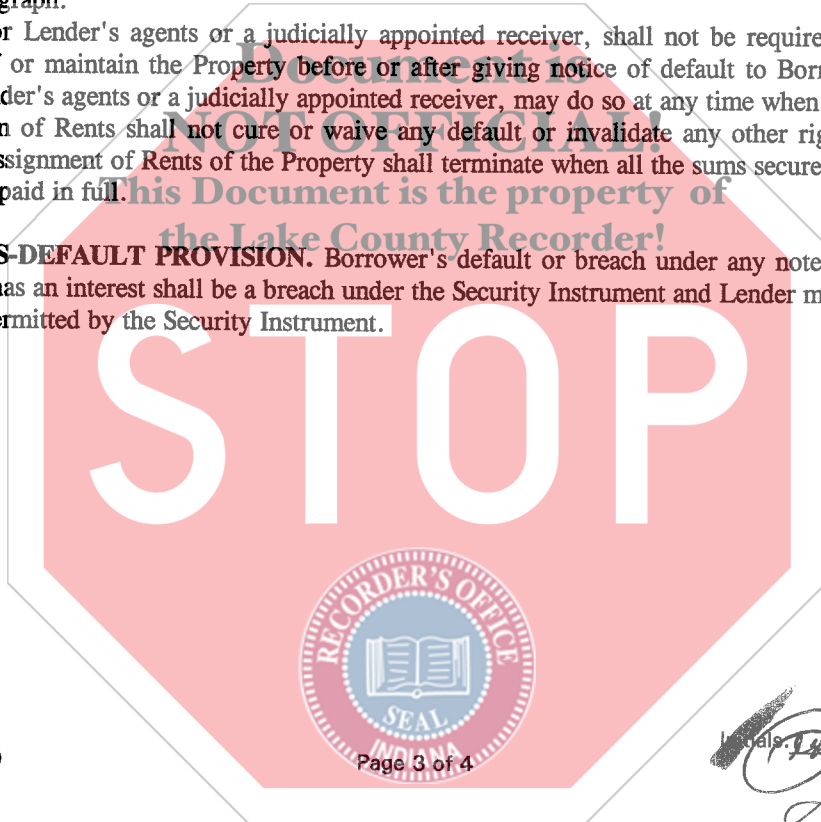 graph.
r Lender's agents or a judicially appointed receiver, shall not be require
Document is
or maintain the Property before or after giving notice of default to Bor
der's agents or a judicially appointed receiver, may do so at any time when
NOT OFFICIAL!
n of Rents shall not cure or waive any default or invalidate any other rig
ssignment of Rents of the Property shall terminate when all the sums secure
paid in full.
This Document is the property of
the Lake County Recorder!
S-DEFAULT PROVISION. Borrower's default or breach under any note
has an interest shall be a breach under the Security Instrument and Lender m
rmitted by the Security Instrument.
STOP
RECORDER'S OFFICE
SEAL
INDIANA
Initials:
Page 3 of 4